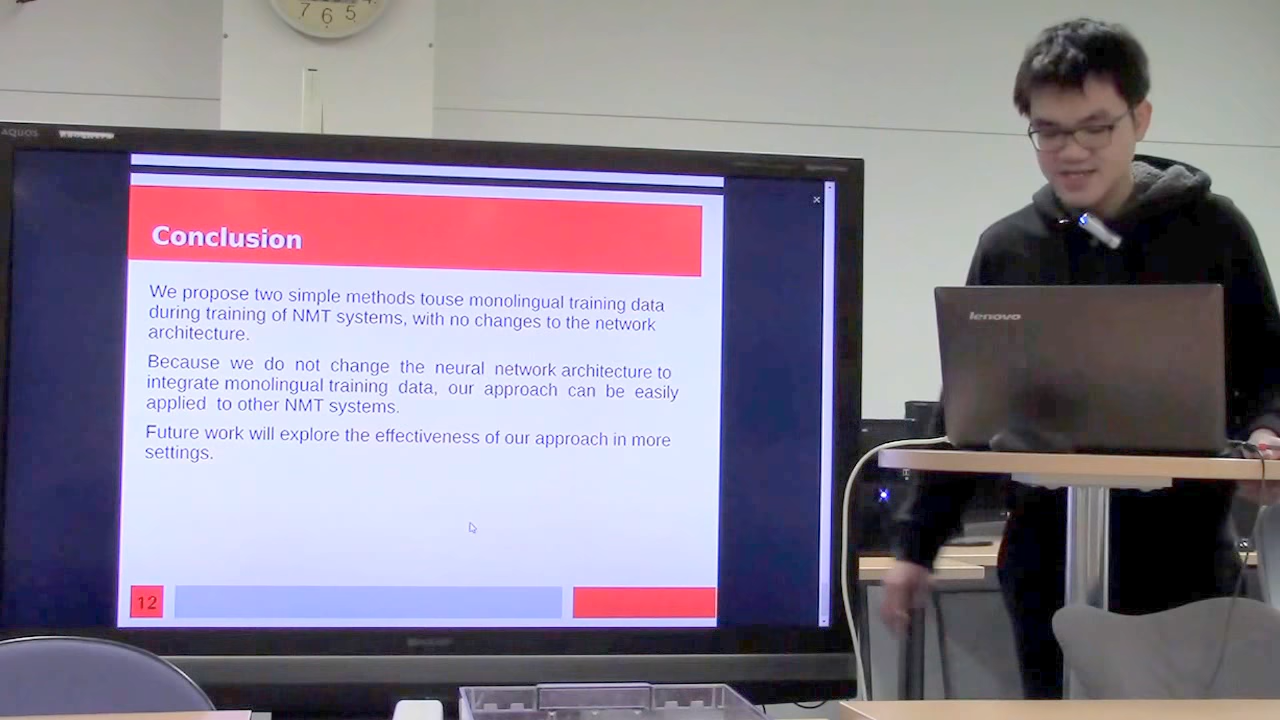 7 6 5
AQUOS
Conclusion
We propose two simple methods touse monolingual training data
during training of NMT systems, with no changes to the network
architecture.
Because we do not change the neural network architecture to
integrate monolingual training data, our approach can be easily
applied to other NMT systems.
Future work will explore the effectiveness of our approach in more
settings.
12
lenovo